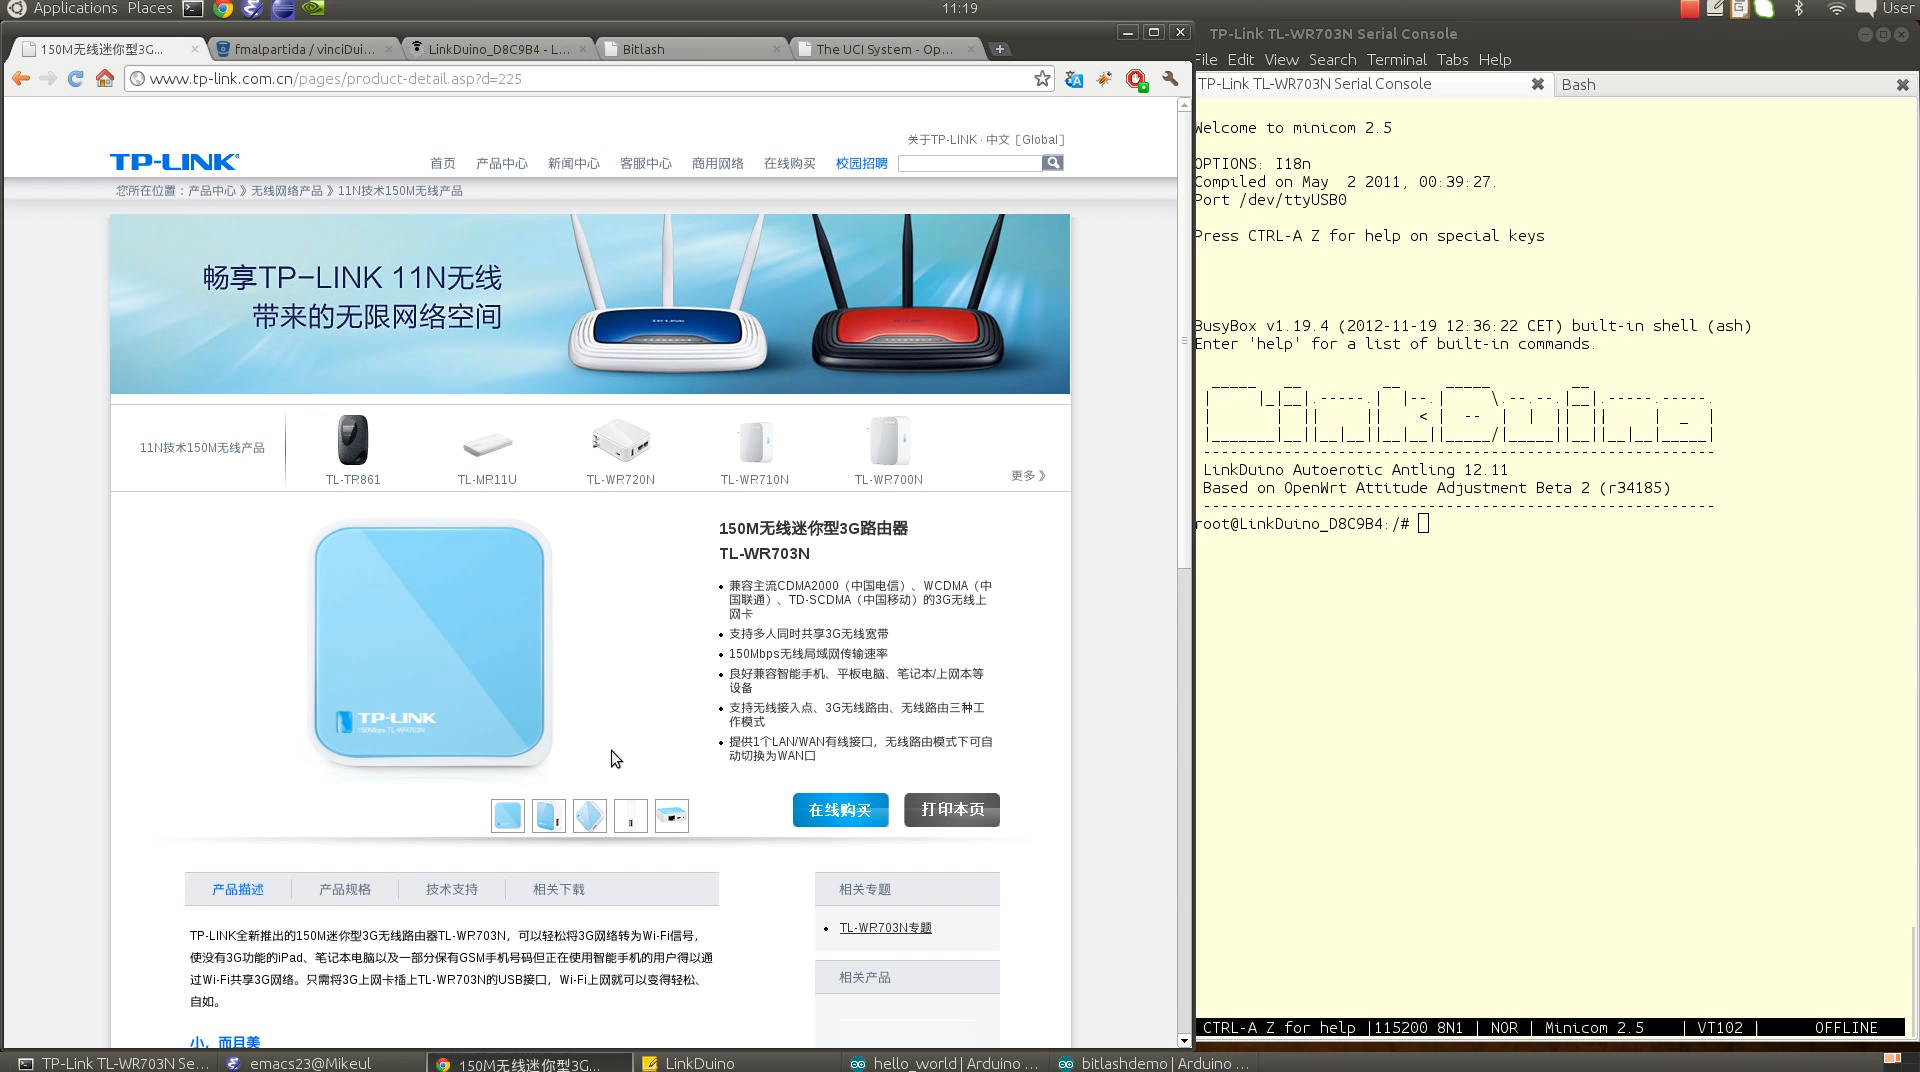 Applications Places
11:19
User
150M无线迷你型3G...
fmalpartida / vinciDui...
LinkDuino_D8C9B4 - L...
Bitlash
The UCI System - Op...
www.tp-link.com.cn/pages/product-detail.asp?d=225
关于TP-LINK · 中文 [Global]
TP-LINK
首页 产品中心 新闻中心 客服中心 商用网络 在线购买 校园招聘
您所在位置：产品中心 》无线网络产品 》11N技术150M无线产品
畅享TP-LINK 11N无线
带来的无限网络空间
11N技术150M无线产品
TL-TR861
TL-MR11U
TL-WR720N
TL-WR710N
TL-WR700N
更多 》
150M无线迷你型3G路由器
TL-WR703N
兼容主流CDMA2000（中国电信）、WCDMA（中
国联通）、TD-SCDMA（中国移动）的3G无线上
网卡
支持多人同时共享3G无线宽带
150Mbps无线局域网传输速率
良好兼容智能手机、平板电脑、笔记本/上网本等
设备
支持无线接入点、3G无线路由、无线路由三种工
作模式
提供1个LAN/WAN有线接口，无线路由模式下可自
动切换为WAN口
TP-LINK
150Mbps TL-WR703N
在线购买
打印本页
产品描述 产品规格 技术支持 相关下载
TP-LINK全新推出的150M迷你型3G无线路由器TL-WR703N，可以轻松将3G网络转为Wi-Fi信号，
使没有3G功能的iPad、笔记本电脑以及一部分保有GSM手机号码但正在使用智能手机的用户得以通
过Wi-Fi共享3G网络。只需将3G上网卡插上TL-WR703N的USB接口，Wi-Fi上网就可以变得轻松、
自如。
小，而且美
相关专题
TL-WR703N专题
相关产品
TP-Link TL-WR703N Serial Console
File Edit View Search Terminal Tabs Help
TP-Link TL-WR703N Serial Console
Bash
Welcome to minicom 2.5
OPTIONS: I18n
Compiled on May  2 2011, 00:39:27.
Port /dev/ttyUSB0
Press CTRL-A Z for help on special keys
BusyBox v1.19.4 (2012-11-19 12:36:22 CET) built-in shell (ash)
Enter 'help' for a list of built-in commands.
LinkDuino Autoerotic Antling 12.11
Based on OpenWrt Attitude Adjustment Beta 2 (r34185)
root@LinkDuino_D8C9B4:/#
CTRL-A Z for help |115200 8N1 | NOR | Minicom 2.5    | VT102 |      OFFLINE
TP-Link TL-WR703N Se...
emacs23@Mikeul
150M无线迷你型3G...
LinkDuino
hello_world | Arduino ...
bitlashdemo | Arduino ...